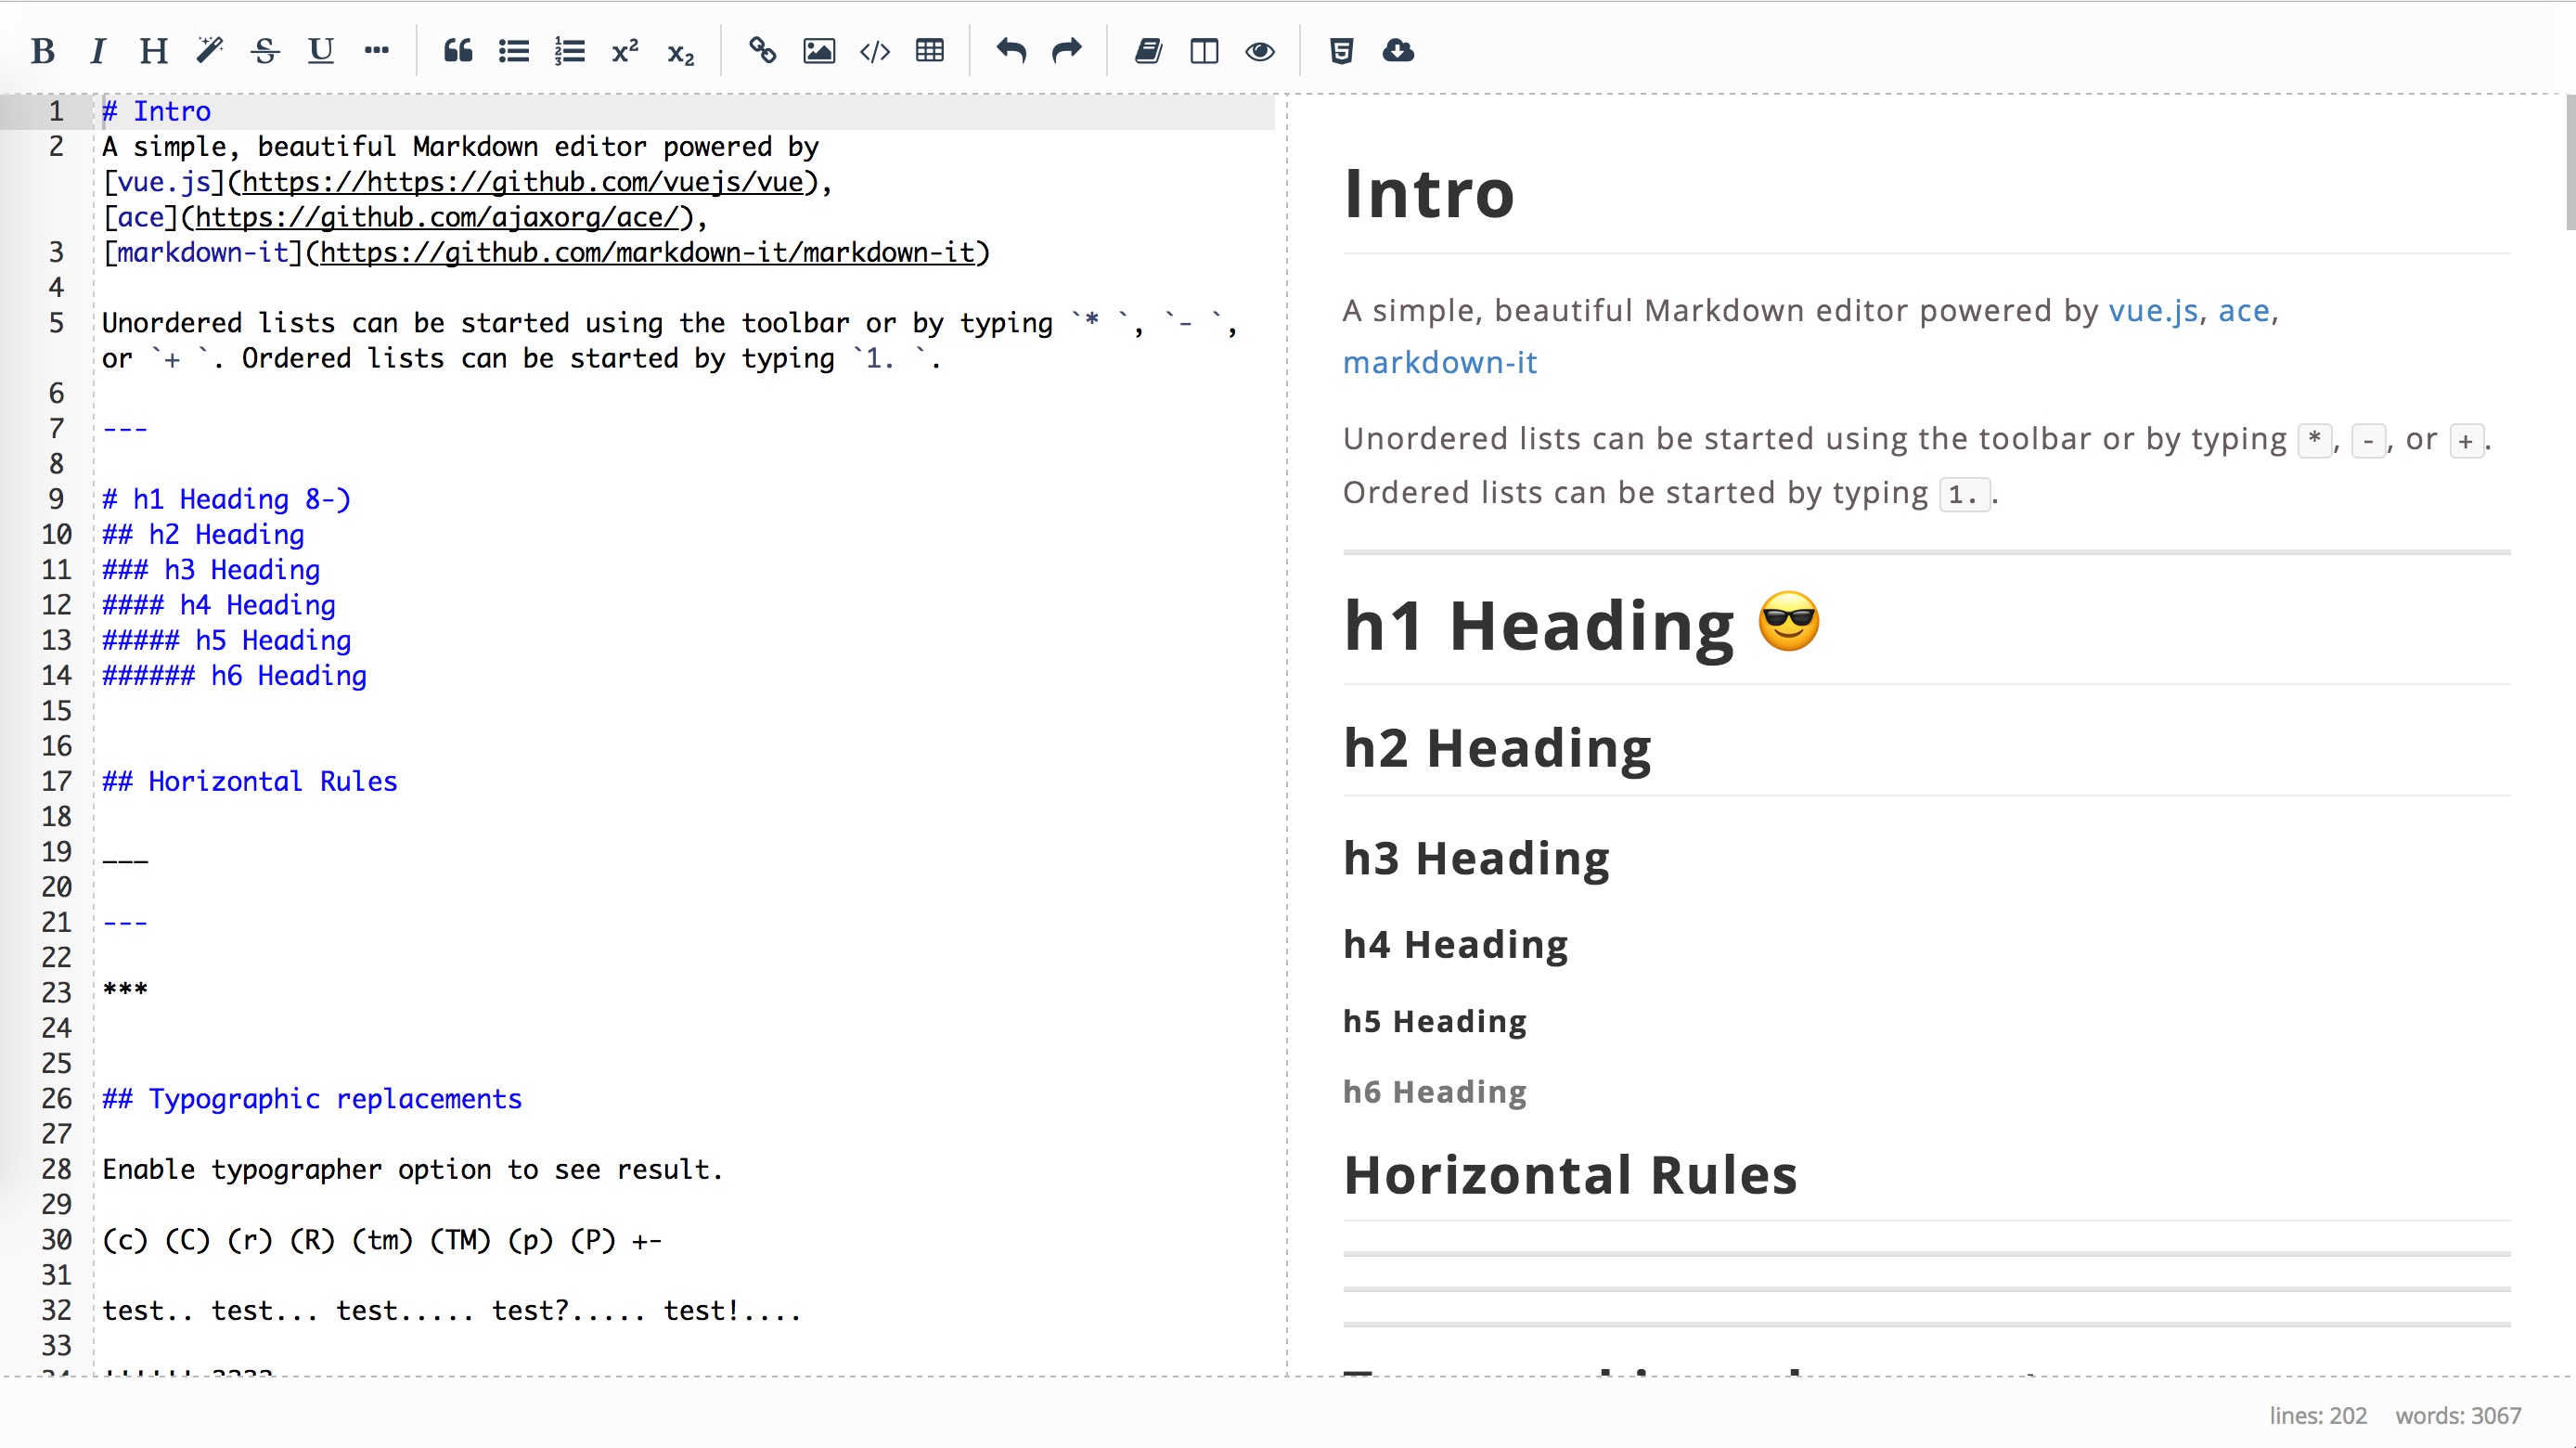 B I H S U x² x₂
1 # Intro
2 A simple, beautiful Markdown editor powered by
[vue.js](https://https://github.com/vuejs/vue),
[ace](https://github.com/ajaxorg/ace/),
3 [markdown-it](https://github.com/markdown-it/markdown-it)
4
5 Unordered lists can be started using the toolbar or by typing `* `, `- `,
or `+ `. Ordered lists can be started by typing `1. `.
6
7 ---
8
9 # h1 Heading 8-)
10 ## h2 Heading
11 ### h3 Heading
12 #### h4 Heading
13 ##### h5 Heading
14 ###### h6 Heading
15
16
17 ## Horizontal Rules
18
19 ___
20
21 ---
22
23 ***
24
25
26 ## Typographic replacements
27
28 Enable typographer option to see result.
29
30 (c) (C) (r) (R) (tm) (TM) (p) (P) +-
31
32 test.. test... test..... test?..... test!....
33
Intro
A simple, beautiful Markdown editor powered by vue.js, ace,
markdown-it
Unordered lists can be started using the toolbar or by typing *, -, or +.
Ordered lists can be started by typing 1. .
h1 Heading 😎
h2 Heading
h3 Heading
h4 Heading
h5 Heading
h6 Heading
Horizontal Rules
lines: 202 words: 3067